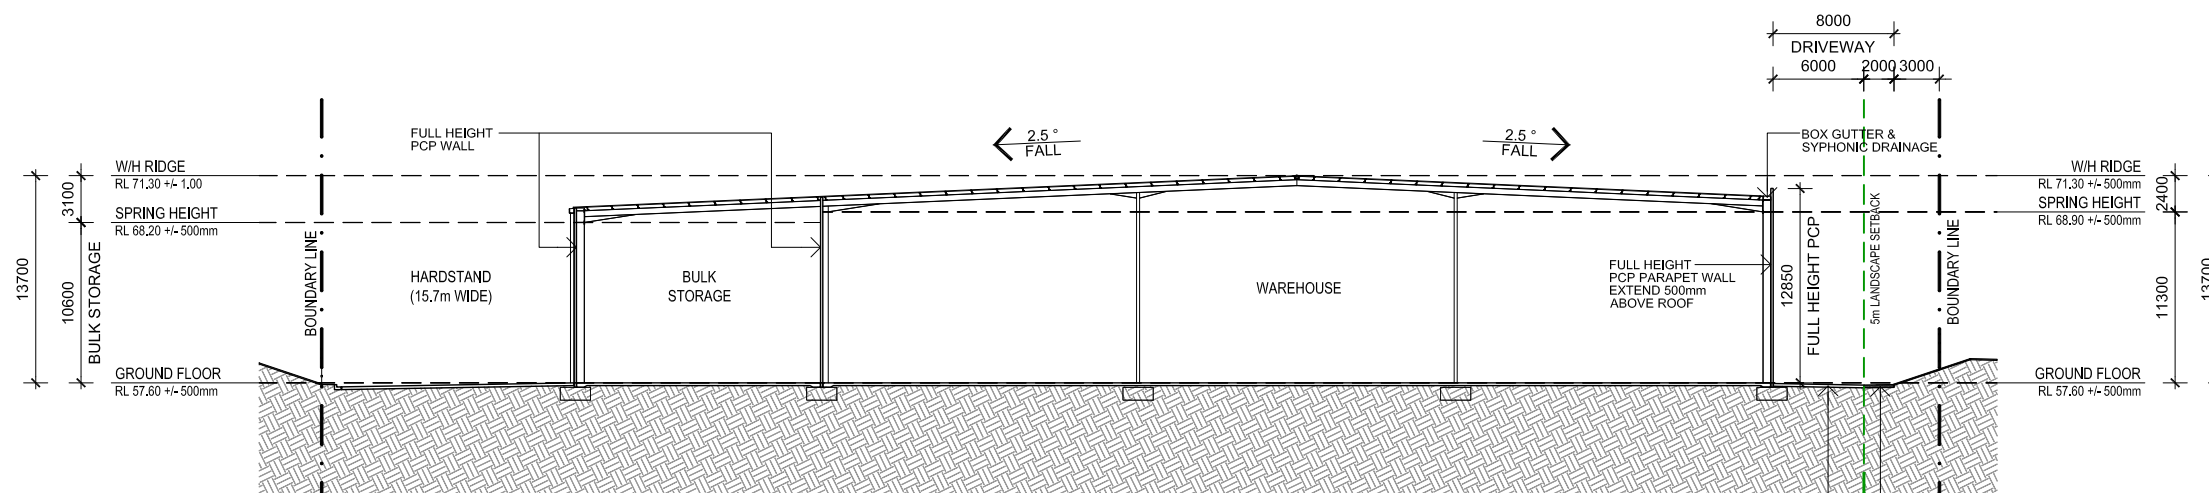 8000
DRIVEWAY
6000
2000
3000
FULL HEIGHT
PCP WALL
2.5 °
FALL
2.5 °
FALL
BOX GUTTER &
SYPHONIC DRAINAGE
W/H RIDGE
RL 71.30 +/- 1.00
SPRING HEIGHT
RL 68.20 +/- 500mm
GROUND FLOOR
RL 57.60 +/- 500mm
13700
3100
10600
BULK STORAGE
BOUNDARY LINE
HARDSTAND
(15.7m WIDE)
BULK
STORAGE
WAREHOUSE
FULL HEIGHT
PCP PARAPET WALL
EXTEND 500mm
ABOVE ROOF
12850
FULL HEIGHT PCP
5m LANDSCAPE SETBACK
BOUNDARY LINE
W/H RIDGE
RL 71.30 +/- 500mm
SPRING HEIGHT
RL 68.90 +/- 500mm
GROUND FLOOR
RL 57.60 +/- 500mm
2400
11300
13700